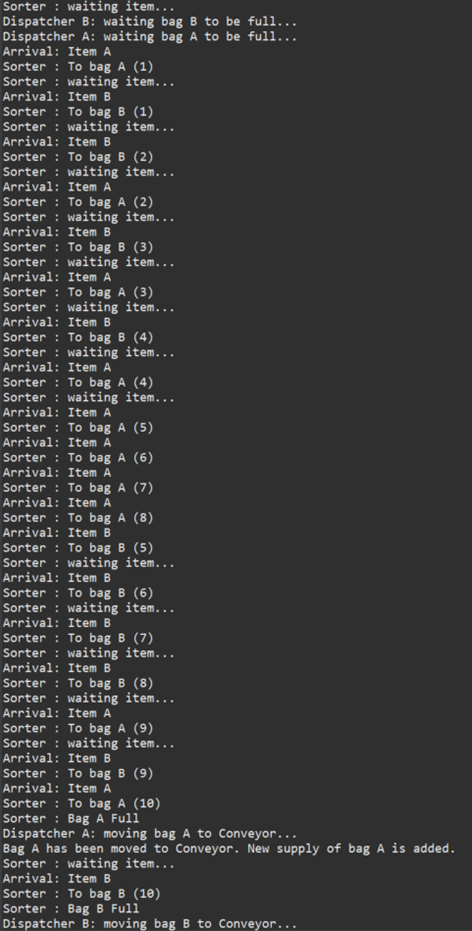 Sorter : waiting item...
Dispatcher B: waiting bag B to be full...
Dispatcher A: waiting bag A to be full...
Arrival: Item A
Sorter : To bag A (1)
Sorter : waiting item...
Arrival: Item B
Sorter : To bag B (1)
Sorter : waiting item...
Arrival: Item B
Sorter : To bag B (2)
Sorter : waiting item...
Arrival: Item A
Sorter : To bag A (2)
Sorter : waiting item...
Arrival: Item B
Sorter : To bag B (3)
Sorter : waiting item...
Arrival: Item A
Sorter : To bag A (3)
Sorter : waiting item...
Arrival: Item B
Sorter : To bag B (4)
Sorter : waiting item...
Arrival: Item A
Sorter : To bag A (4)
Sorter : waiting item...
Arrival: Item A
Sorter : To bag A (5)
Arrival: Item A
Sorter : To bag A (6)
Arrival: Item A
Sorter : To bag A (7)
Arrival: Item A
Sorter : To bag A (8)
Arrival: Item B
Sorter : To bag B (5)
Sorter : waiting item...
Arrival: Item B
Sorter : To bag B (6)
Sorter : waiting item...
Arrival: Item B
Sorter : To bag B (7)
Sorter : waiting item...
Arrival: Item B
Sorter : To bag B (8)
Sorter : waiting item...
Arrival: Item A
Sorter : To bag A (9)
Sorter : waiting item...
Arrival: Item B
Sorter : To bag B (9)
Arrival: Item A
Sorter : To bag A (10)
Sorter : Bag A Full
Dispatcher A: moving bag A to Conveyor...
Bag A has been moved to Conveyor. New supply of bag A is added.
Sorter : waiting item...
Arrival: Item B
Sorter : To bag B (10)
Sorter : Bag B Full
Dispatcher B: moving bag B to Conveyor...